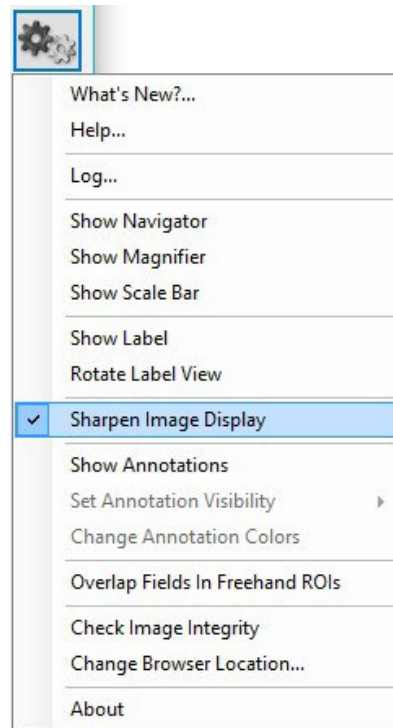 What's New?...
Help...
Log...
Show Navigator
Show Magnifier
Show Scale Bar
Show Label
Rotate Label View
Sharpen Image Display
Show Annotations
Set Annotation Visibility
Change Annotation Colors
Overlap Fields In Freehand ROIs
Check Image Integrity
Change Browser Location...
About